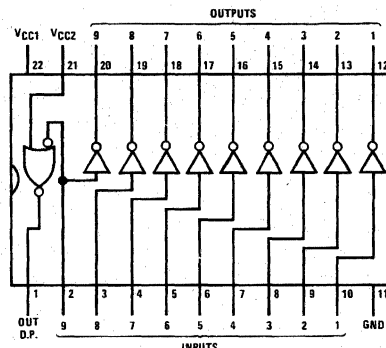 OUTPUTS
VCC1 VCC2 9 8 7 6 5 4 3 2 1
22 21 20 19 18 17 16 15 14 13 12
1 2 3 4 5 6 7 8 9 10 11
OUT D.P. 9 8 7 6 5 4 3 2 1 GND
INPUTS